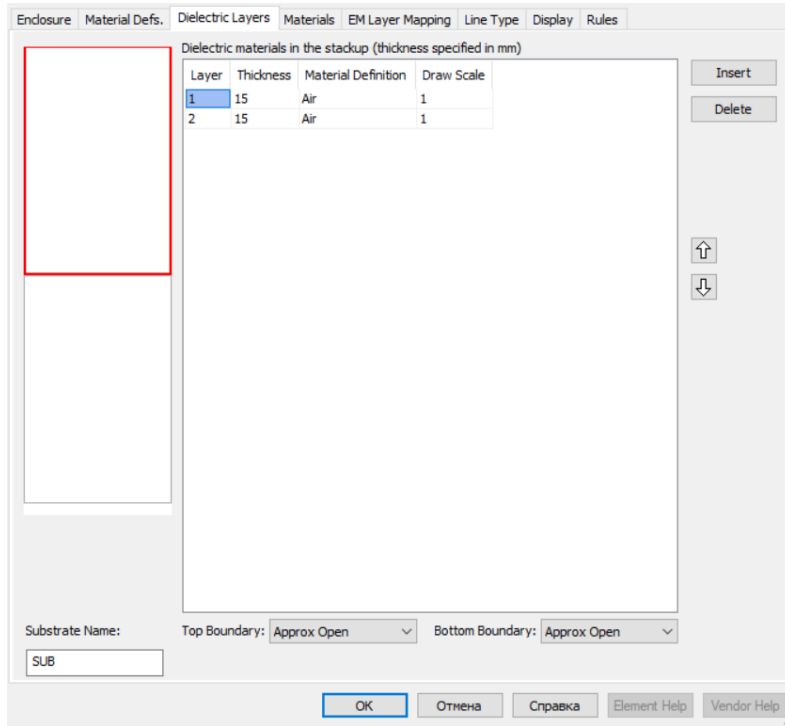 Enclosure Material Defs. Dielectric Layers Materials EM Layer Mapping Line Type Display Rules
Dielectric materials in the stackup (thickness specified in mm)
Layer Thickness Material Definition Draw Scale
1 15 Air 1
2 15 Air 1
Insert
Delete
Substrate Name:
SUB
Top Boundary: Approx Open Bottom Boundary: Approx Open
OK Отмена Справка Element Help Vendor Help